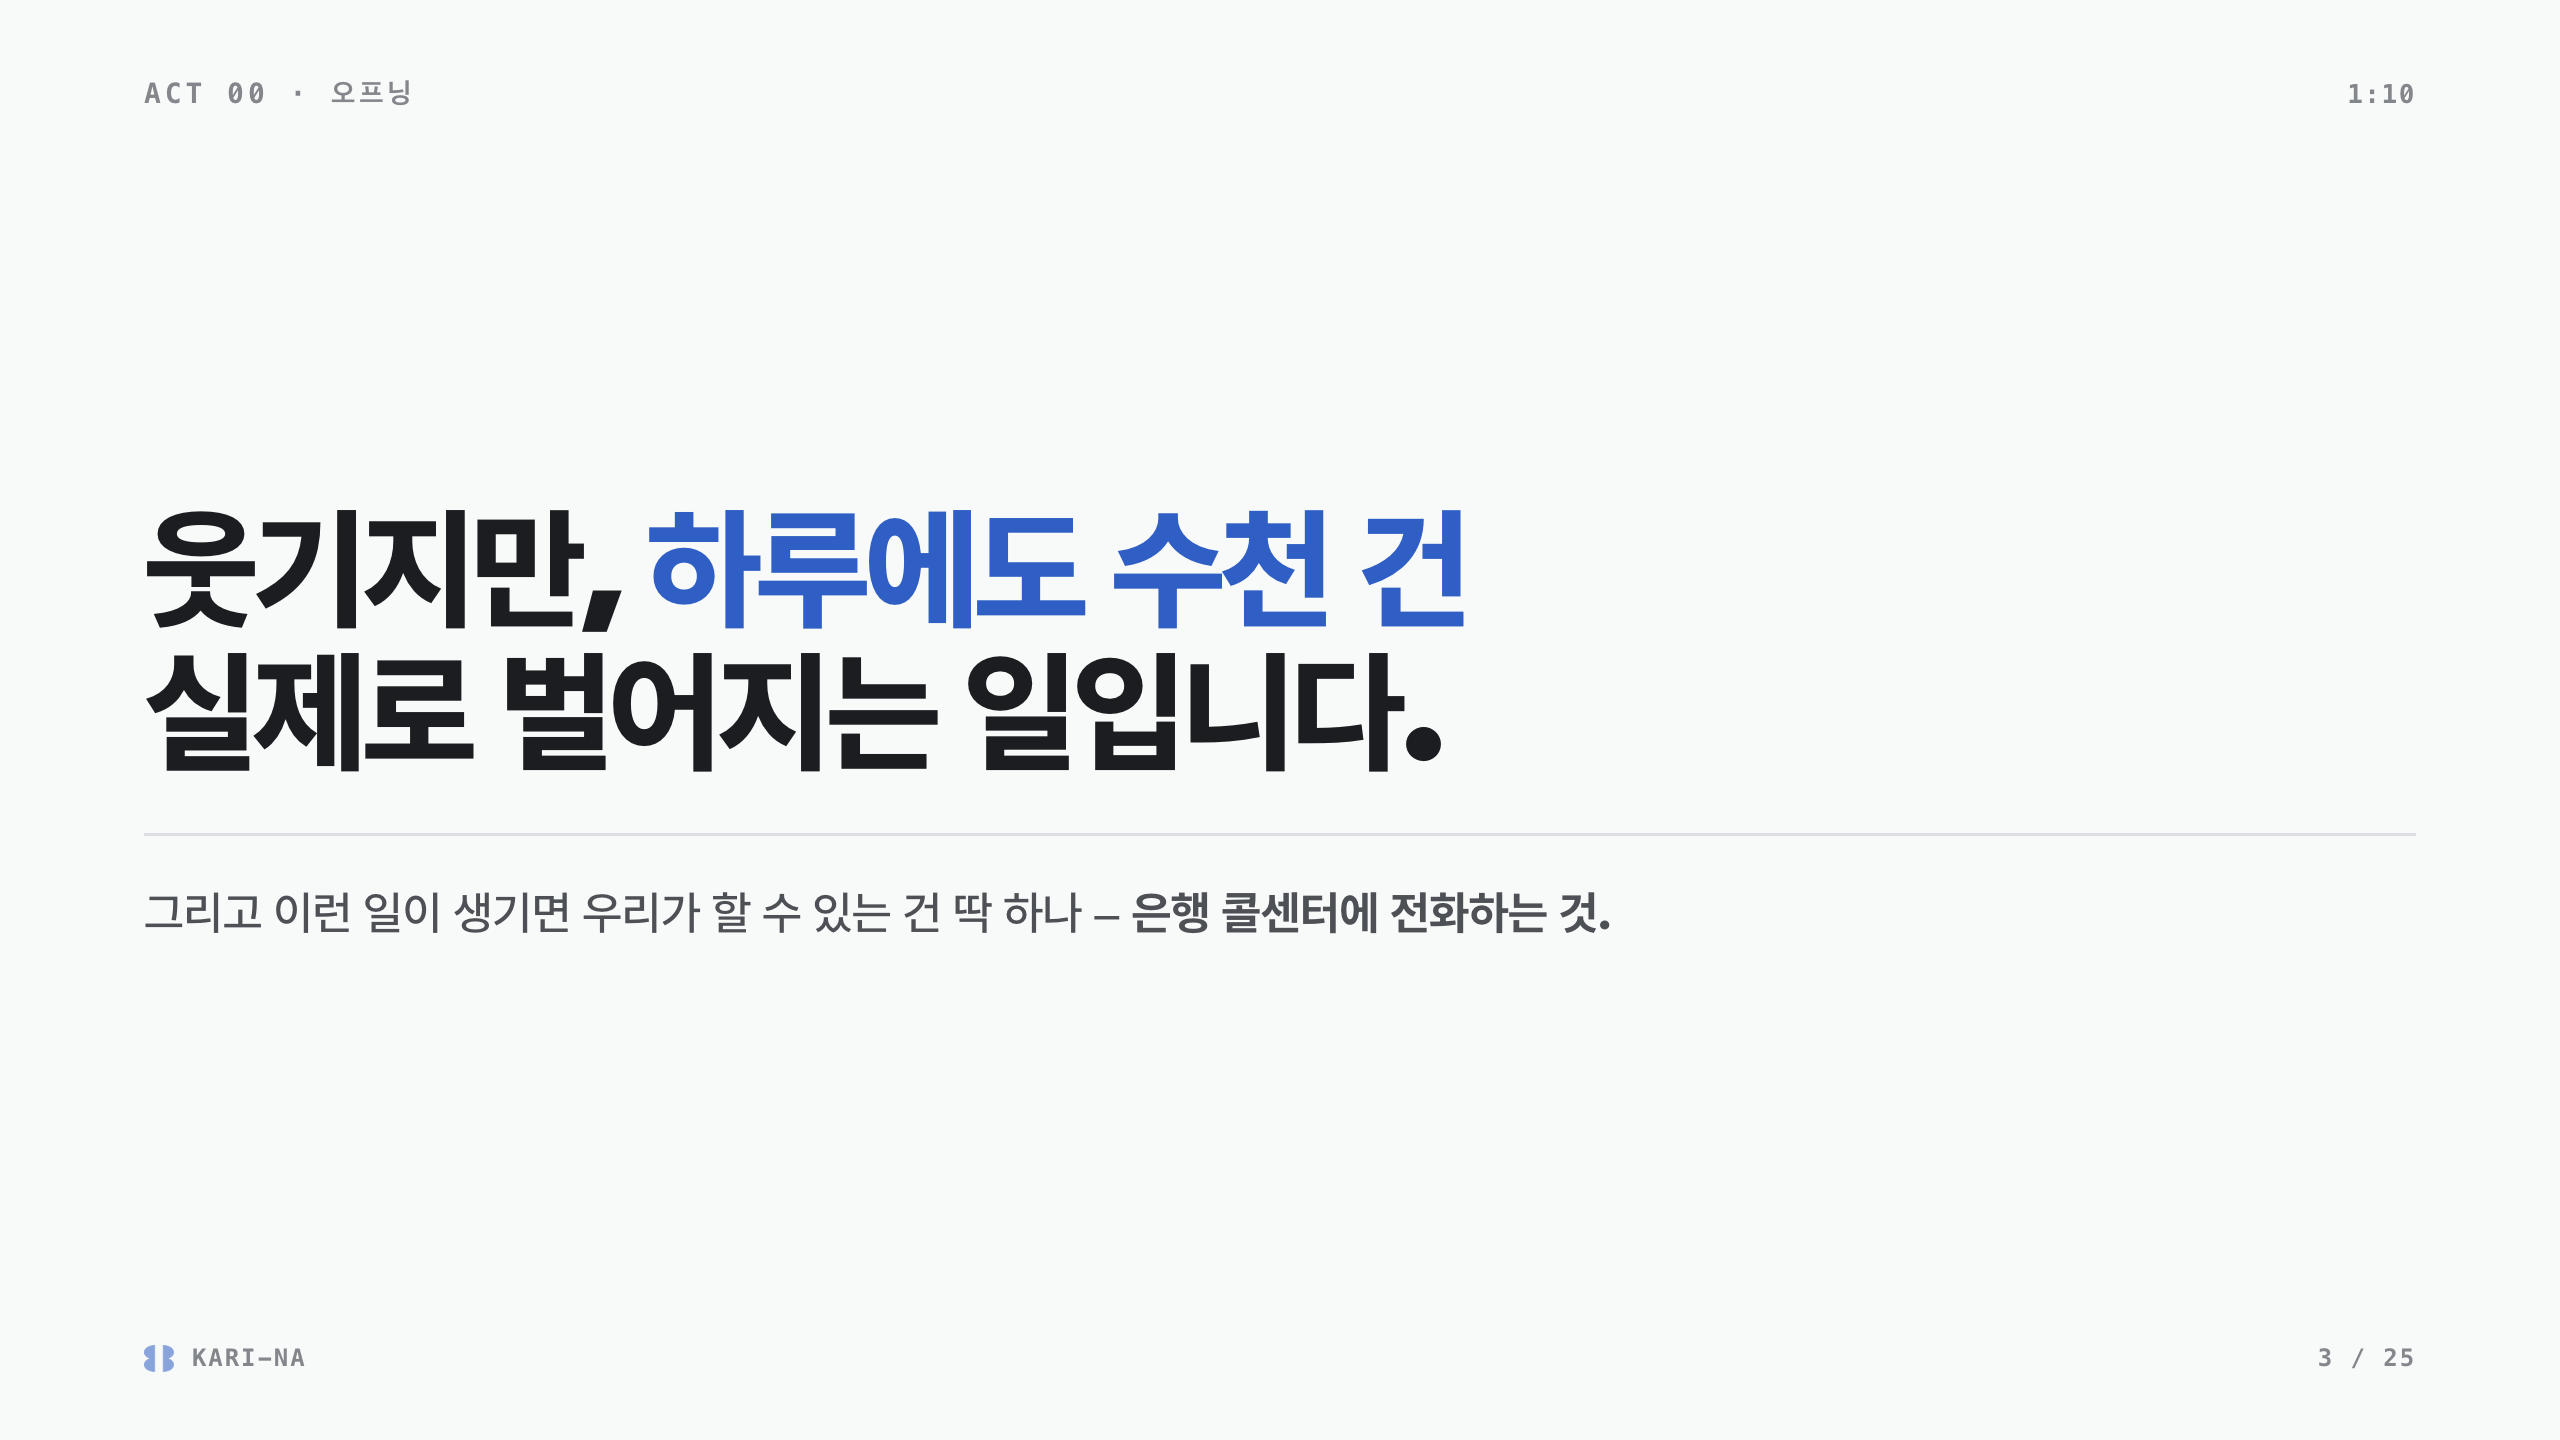 ACT 00 · 오프닝
1:10
웃기지만, 하루에도 수천 건
실제로 벌어지는 일입니다.
그리고 이런 일이 생기면 우리가 할 수 있는 건 딱 하나 – 은행 콜센터에 전화하는 것.
KARI–NA
3 / 25